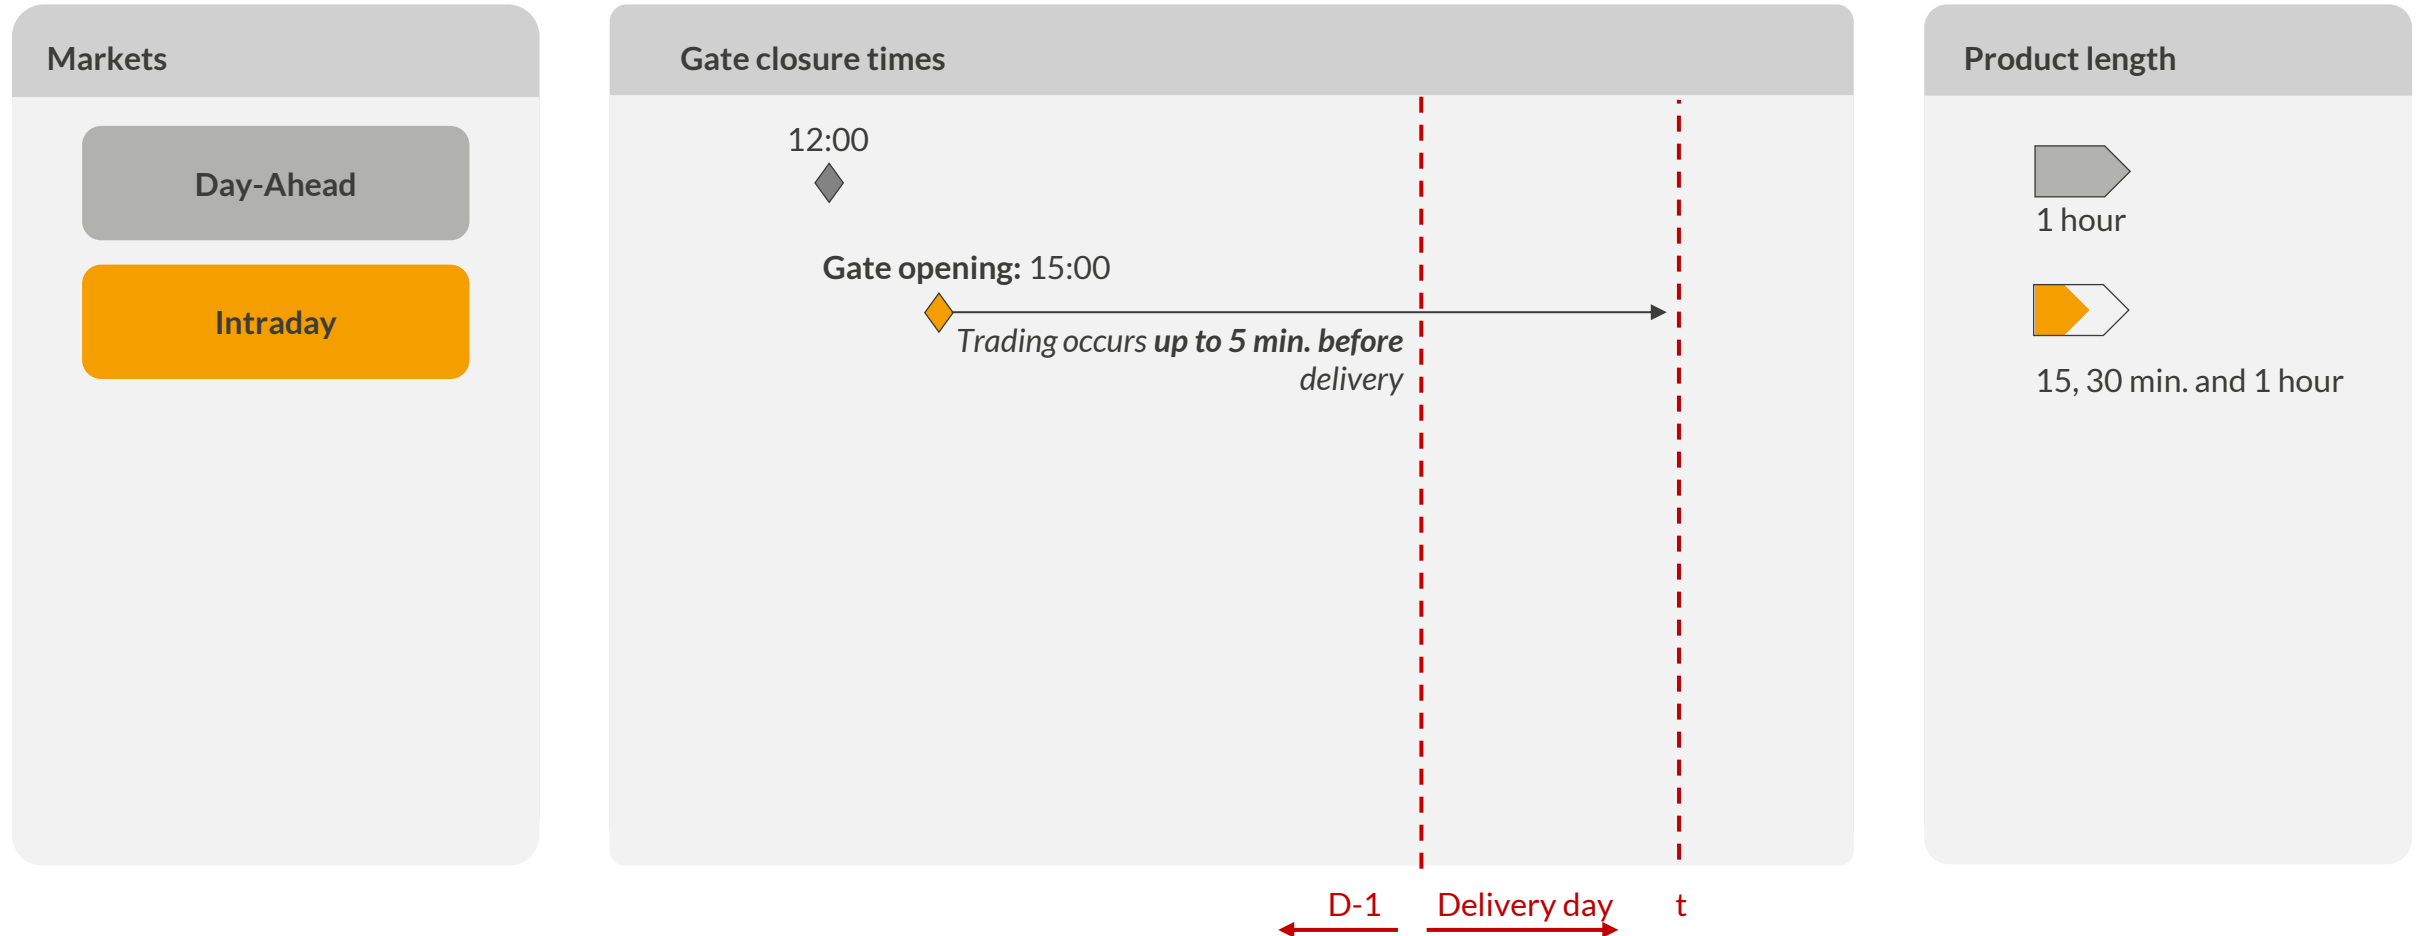 Markets
Gate closure times
Product length
Day-Ahead
12:00
1 hour
Intraday
Gate opening: 15:00
Trading occurs up to 5 min. before
delivery
15, 30 min. and 1 hour
D-1
Delivery day
t